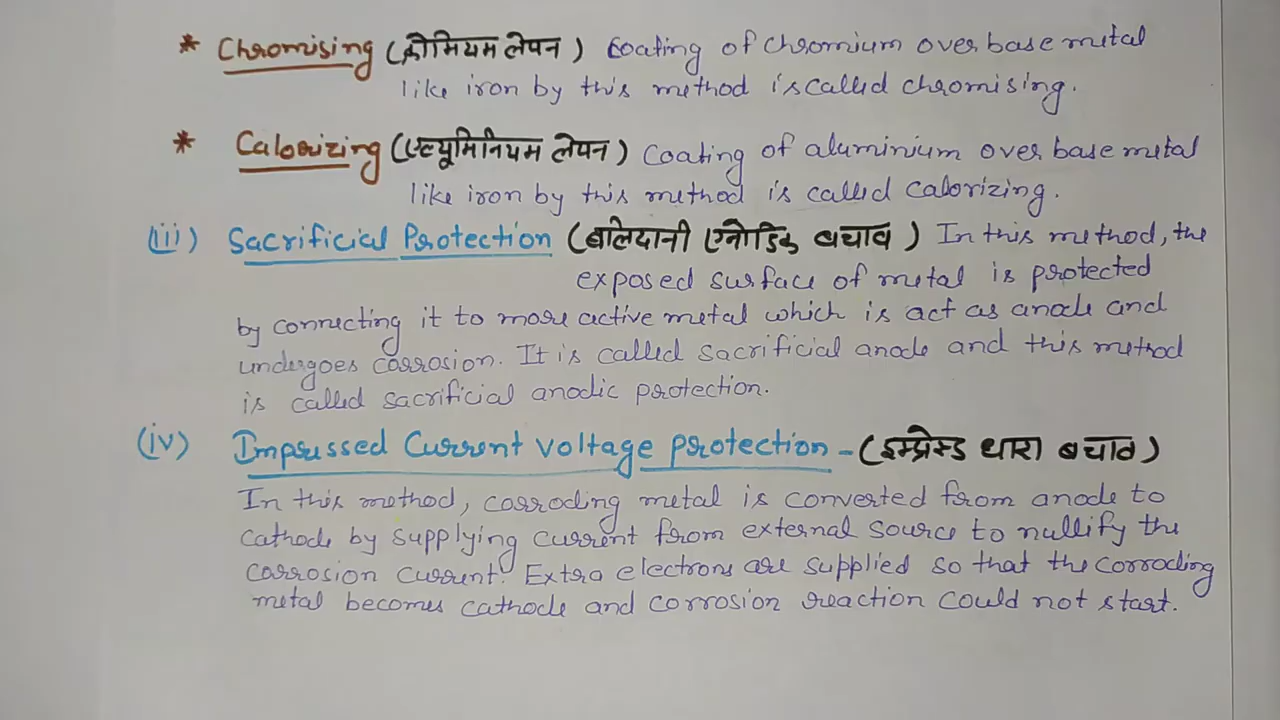 * Chromising (क्रोमियम लेपन) Coating of chromium over base metal
like iron by this method is called chromising.
* Calorizing (एल्यूमिनियम लेपन) Coating of aluminium over base metal
like iron by this method is called calorizing.
(iii) Sacrificial Protection (बलिदानी एनोडिक बचाव) In this method, the
exposed surface of metal is protected
by connecting it to more active metal which is act as anode and
undergoes corrosion. It is called sacrificial anode and this method
is called sacrificial anodic protection.
(iv) Impressed Current Voltage protection - (इम्प्रेस्ड धारा बचाव)
In this method, corroding metal is converted from anode to
cathode by supplying current from external source to nullify the
corrosion current. Extra electrons are supplied so that the corroding
metal becomes cathode and corrosion reaction could not start.